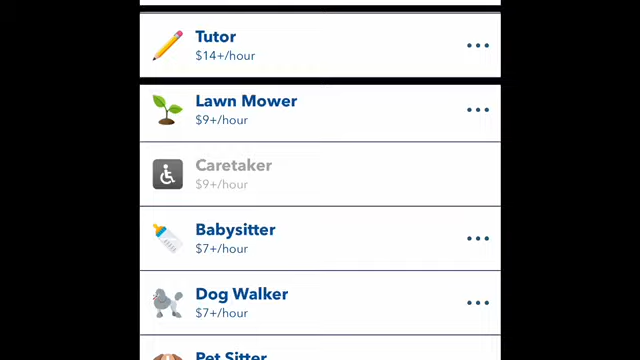 Tutor
$14+/hour
Lawn Mower
$9+/hour
Caretaker
$9+/hour
Babysitter
$7+/hour
Dog Walker
$7+/hour
Pet Sitter